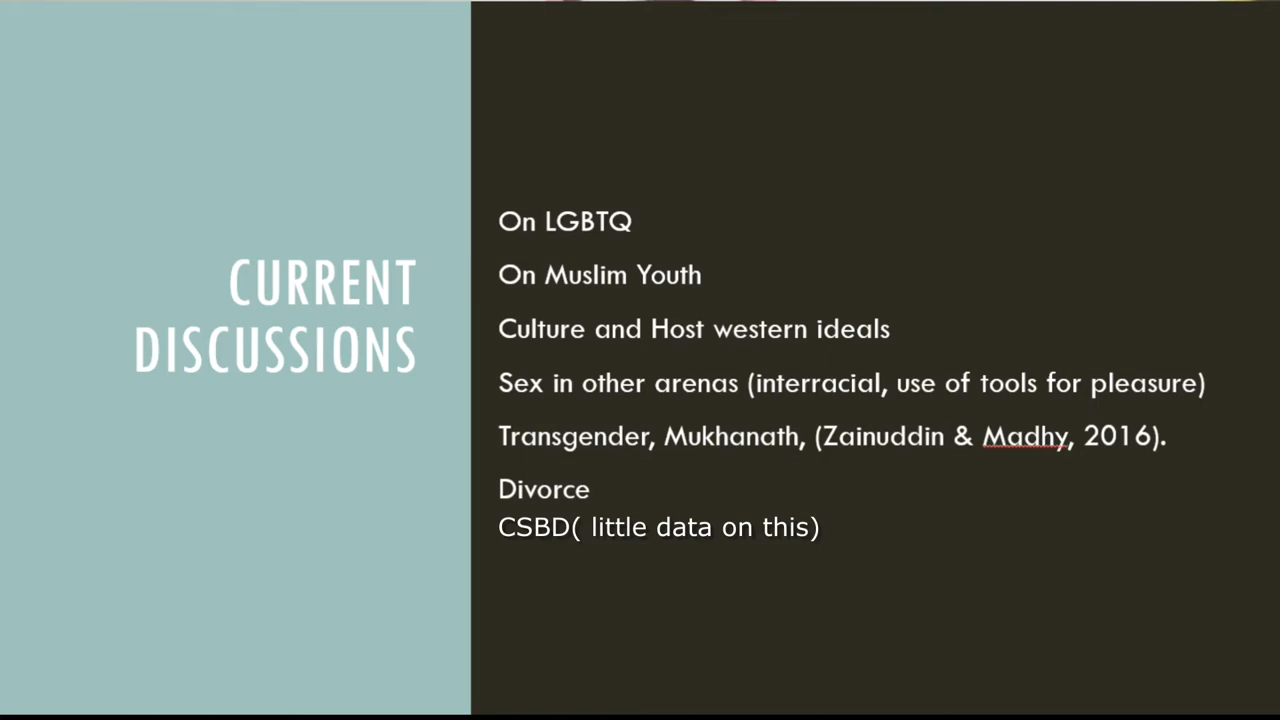 CURRENT
DISCUSSIONS
On LGBTQ
On Muslim Youth
Culture and Host western ideals
Sex in other arenas (interracial, use of tools for pleasure)
Transgender, Mukhanath, (Zainuddin & Madhy, 2016).
Divorce
CSBD( little data on this)